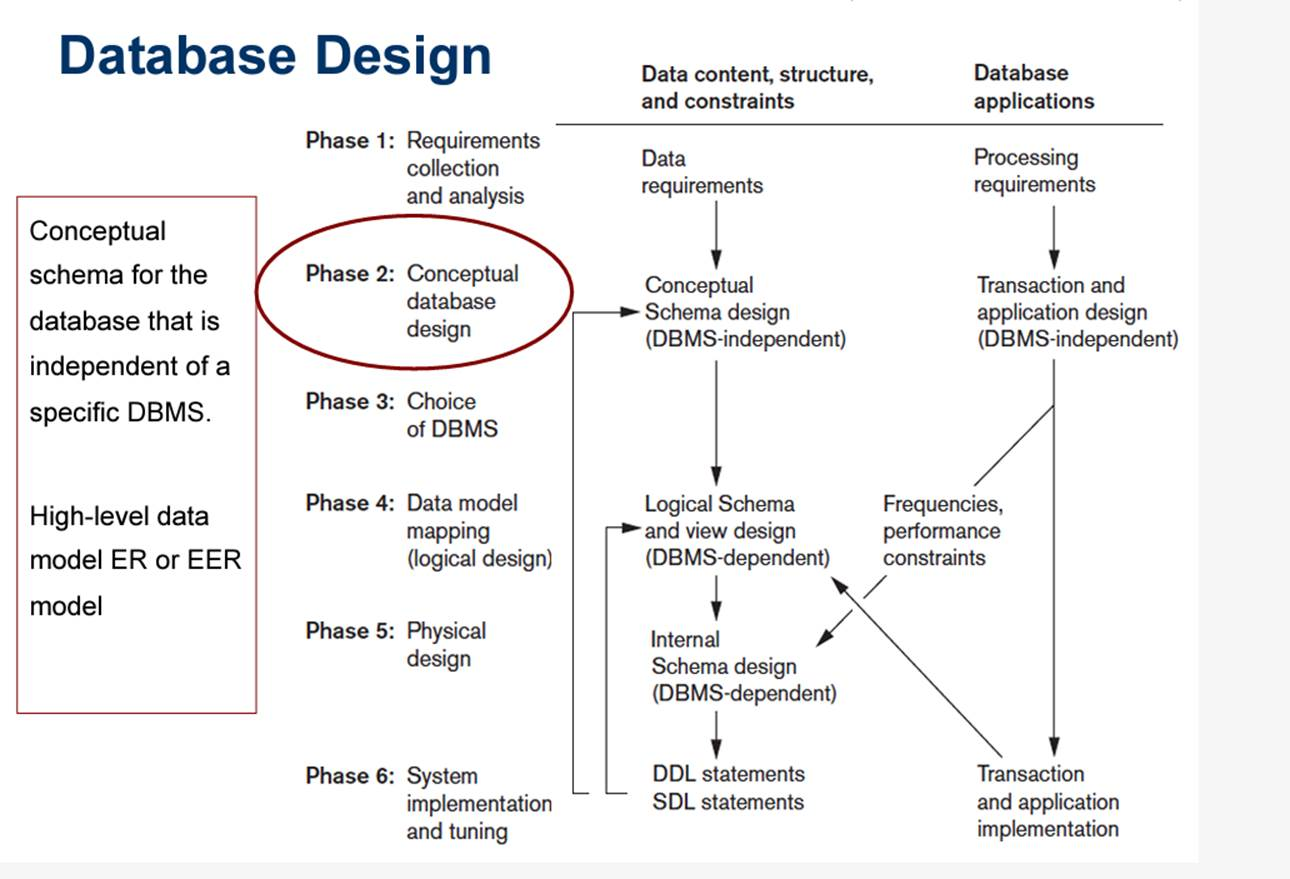 Database Design
Data content, structure,
and constraints
Database
applications
Phase 1: Requirements
collection
and analysis
Data
requirements
Processing
requirements
Conceptual
schema for the
database that is
independent of a
specific DBMS.
High-level data
model ER or EER
model
Phase 2: Conceptual
database
design
Conceptual
Schema design
(DBMS-independent)
Transaction and
application design
(DBMS-independent)
Phase 3: Choice
of DBMS
Phase 4: Data model
mapping
(logical design)
Logical Schema
and view design
(DBMS-dependent)
Frequencies,
performance
constraints
Phase 5: Physical
design
Internal
Schema design
(DBMS-dependent)
Phase 6: System
implementation
and tuning
DDL statements
SDL statements
Transaction
and application
implementation